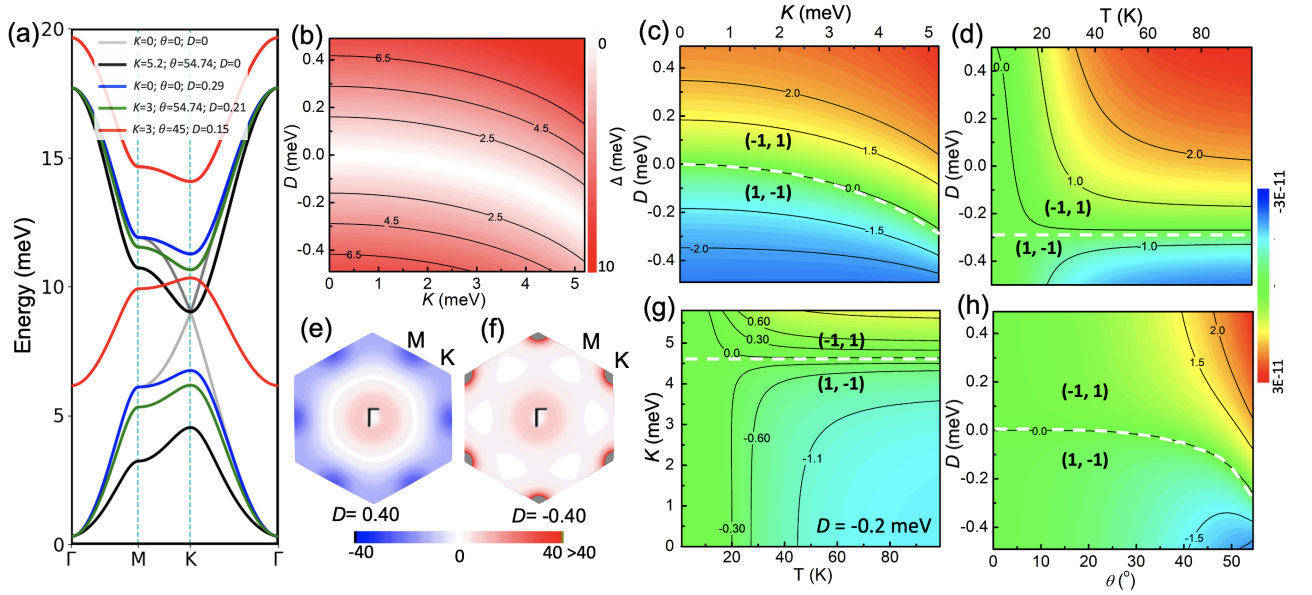 (a)
20
15
10
5
0
Energy (meV)
K=0; θ=0; D=0
K=5.2; θ=54.74; D=0
K=0; θ=0; D=0.29
K=3; θ=54.74; D=0.21
K=3; θ=45; D=0.15
Γ M K Γ
(b)
0.4
0.2
0.0
-0.2
-0.4
D (meV)
6.5
4.5
2.5
2.5
4.5
6.5
0 1 2 3 4 5
K (meV)
0
Δ (meV)
10
(c)
K (meV)
0 1 2 3 4 5
0.4
0.2
0.0
-0.2
-0.4
D (meV)
2.0
1.5
(-1, 1)
0.0
(1, -1)
-1.5
-2.0
(d)
T (K)
20 40 60 80
0.4
0.2
0.0
-0.2
-0.4
D (meV)
0.0
2.0
1.0
(-1, 1)
(1, -1)
-1.0
-3E-11
3E-11
(e)
M
K
Γ
D= 0.40
(f)
M
K
Γ
D= -0.40
-40 0 40 >40
(g)
5
4
3
2
1
0
K (meV)
0.60
0.30
(-1, 1)
0.0
(1, -1)
-0.60
-1.1
-0.30
D = -0.2 meV
20 40 60 80
T (K)
(h)
0.4
0.2
0.0
-0.2
-0.4
D (meV)
2.0
1.5
(-1, 1)
0.0
(1, -1)
-1.5
0 10 20 30 40 50
θ (°)